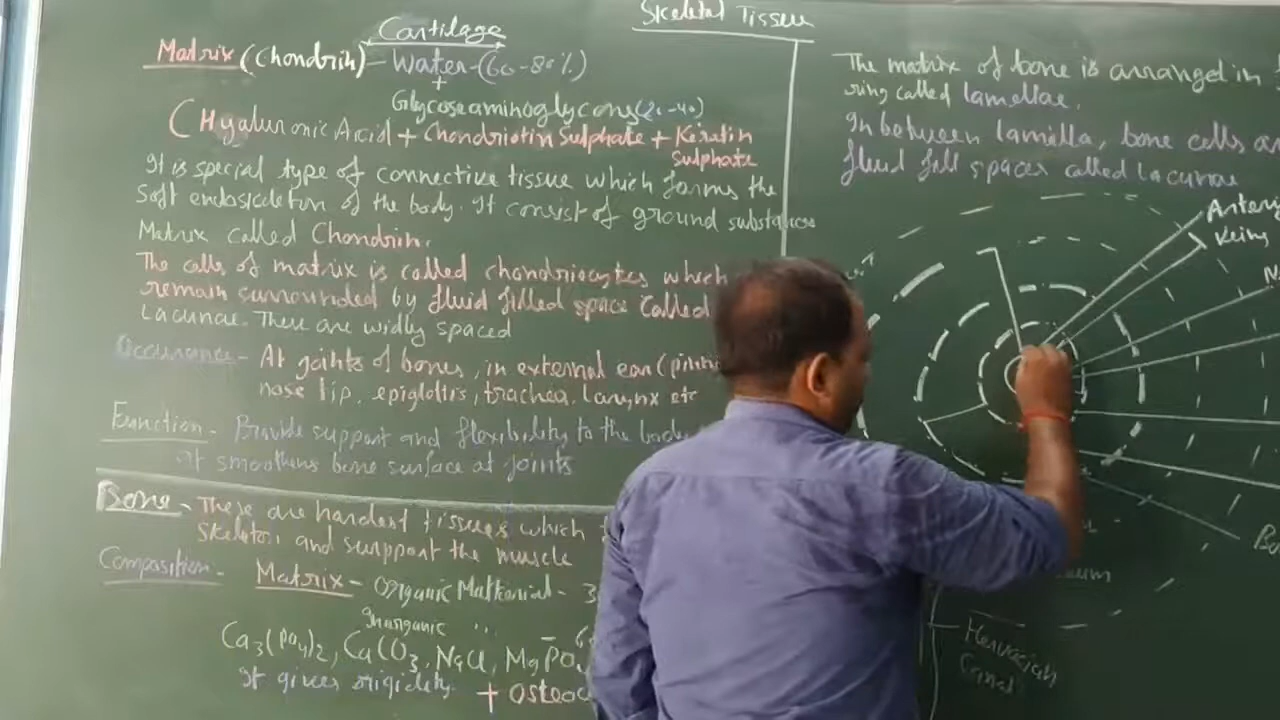 Skeletal Tissue
Cartilage
Matrix (Chondrin) - Water - (60-80%)
+
Glycoseaminoglycons (20-40)
(Hyaluronic Acid + Chondriotin Sulphate + Keratin
Sulphate
It is special type of connective tissue which forms the
Soft endoskeleton of the body. It consist of ground substances
Matrix called Chondrin.
The cells of matrix is called chondriocytes which
remain surrounded by fluid filled space called
Lacunae. These are widly spaced
Occurance - At joints of bones, in external ear
nose tip, epiglottis, trachea, Larynx etc
Function - Provide support and flexibility to the body
it smoothens bone surface at joints
Bone - These are hardest tissues which
Skeleton and support the muscle
Composition - Matrix - Organic Matterial - 3
Inorganic "
Ca3(PO4)2, CaCO3, NaCl, MgPO4
It gives rigidity + Osteoc
The matrix of bone is arranged in
ring called lamellae.
In between lamella, bone cells
fluid fill spaces called lacunae
Artery
Veins
N
Haversian
Canal